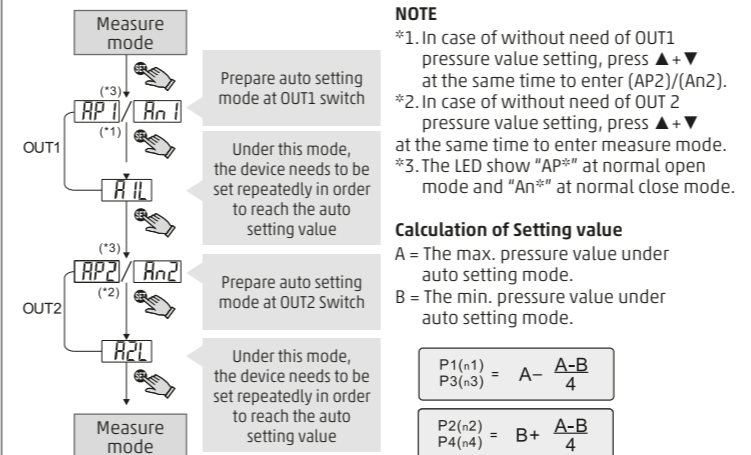 Measure
mode
(*3)
AP1/ An1
(*1)
OUT1
A1L
(*3)
AP2/ An2
(*2)
OUT2
A2L
Measure
mode
Prepare auto setting
mode at OUT1 switch
Under this mode,
the device needs to be
set repeatedly in order
to reach the auto
setting value
Prepare auto setting
mode at OUT2 Switch
Under this mode,
the device needs to be
set repeatedly in order
to reach the auto
setting value
NOTE
*1.In case of without need of OUT1
pressure value setting, press ▲+▼
at the same time to enter (AP2)/(An2).
*2.In case of without need of OUT 2
pressure value setting, press ▲+▼
at the same time to enter measure mode.
*3.The LED show "AP*" at normal open
mode and "An*" at normal close mode.
Calculation of Setting value
A = The max. pressure value under
auto setting mode.
B = The min. pressure value under
auto setting mode.
P1(n1)
P3(n3) = A– A-B
4
P2(n2)
P4(n4) = B+ A-B
4